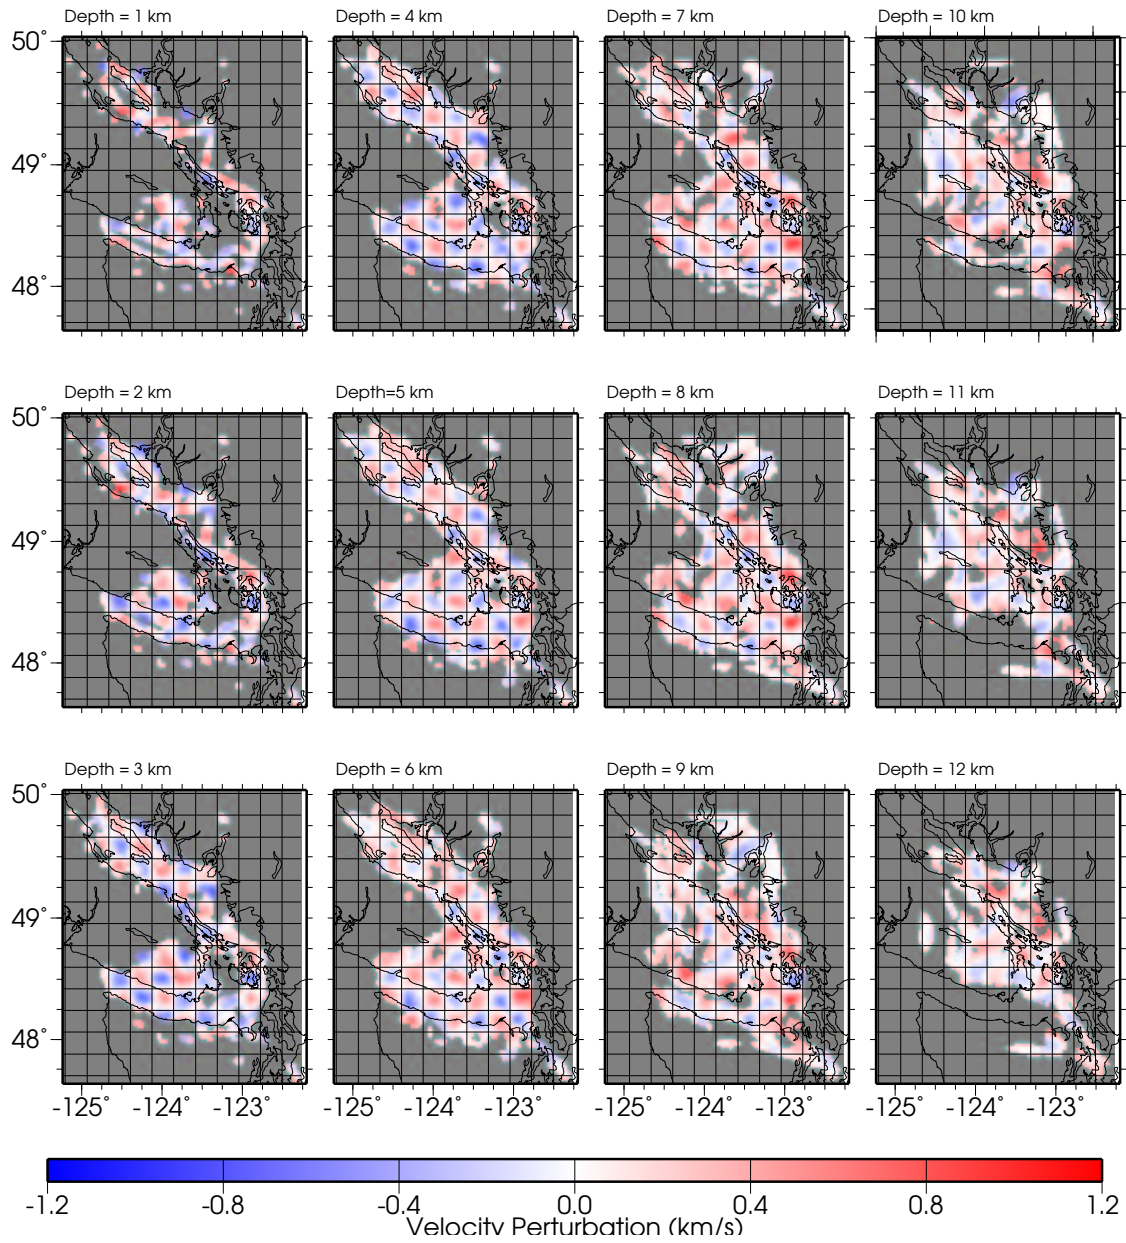 Depth = 1 km
Depth = 4 km
Depth = 7 km
Depth = 10 km
50°
49°
48°
Depth = 2 km
Depth=5 km
Depth = 8 km
Depth = 11 km
50°
49°
48°
Depth = 3 km
Depth = 6 km
Depth = 9 km
Depth = 12 km
50°
49°
48°
-125° -124° -123°
-125° -124° -123°
-125° -124° -123°
-125° -124° -123°
-1.2 -0.8 -0.4 0.0 0.4 0.8 1.2
Velocity Perturbation (km/s)